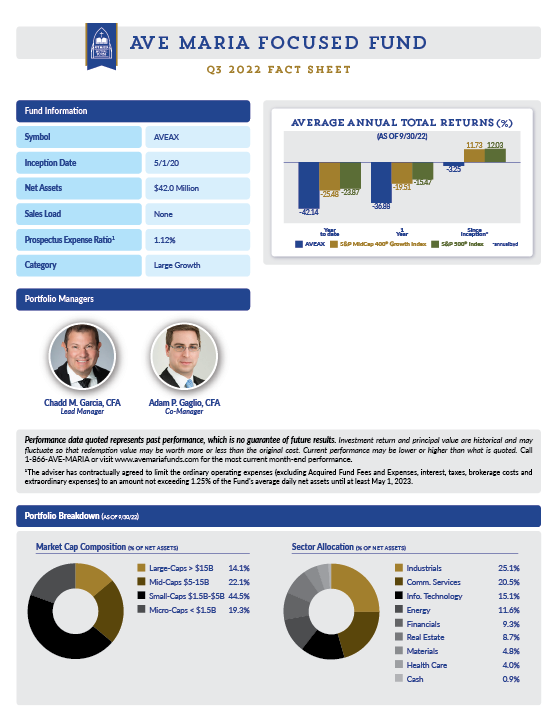 AVE MARIA FOCUSED FUND
Q3 2022 FACT SHEET
Fund Information
Symbol AVEAX
Inception Date 5/1/20
Net Assets $42.0 Million
Sales Load None
Prospectus Expense Ratio¹ 1.12%
Category Large Growth
AVERAGE ANNUAL TOTAL RETURNS (%)
(AS OF 9/30/22)
11.73 12.03
-3.25
-25.48 -23.87
-15.47
-42.14
Year to date
1 Year
Since Inception^
AVEAX S&P MidCap 400® Growth Index S&P 500® Index ^annualized
Portfolio Managers
Chadd M. Garcia, CFA
Lead Manager
Adam P. Gaglio, CFA
Co-Manager
Performance data quoted represents past performance, which is no guarantee of future results. Investment return and principal value are historical and may
fluctuate so that redemption value may be worth more or less than the original cost. Current performance may be lower or higher than what is quoted. Call
1-866-AVE-MARIA or visit www.avemariafunds.com for the most current month-end performance.
¹The adviser has contractually agreed to limit the ordinary operating expenses (excluding Acquired Fund Fees and Expenses, interest, taxes, brokerage costs and
extraordinary expenses) to an amount not exceeding 1.25% of the Fund's average daily net assets until at least May 1, 2023.
Portfolio Breakdown (AS OF 9/30/22)
Market Cap Composition (% OF NET ASSETS)
Large-Caps > $15B 14.1%
Mid-Caps $5-15B 22.1%
Small-Caps $1.5B-$5B 44.5%
Micro-Caps < $1.5B 19.3%
Sector Allocation (% OF NET ASSETS)
Industrials 25.1%
Comm. Services 20.5%
Info. Technology 15.1%
Energy 11.6%
Financials 9.3%
Real Estate 8.7%
Materials 4.8%
Health Care 4.0%
Cash 0.9%